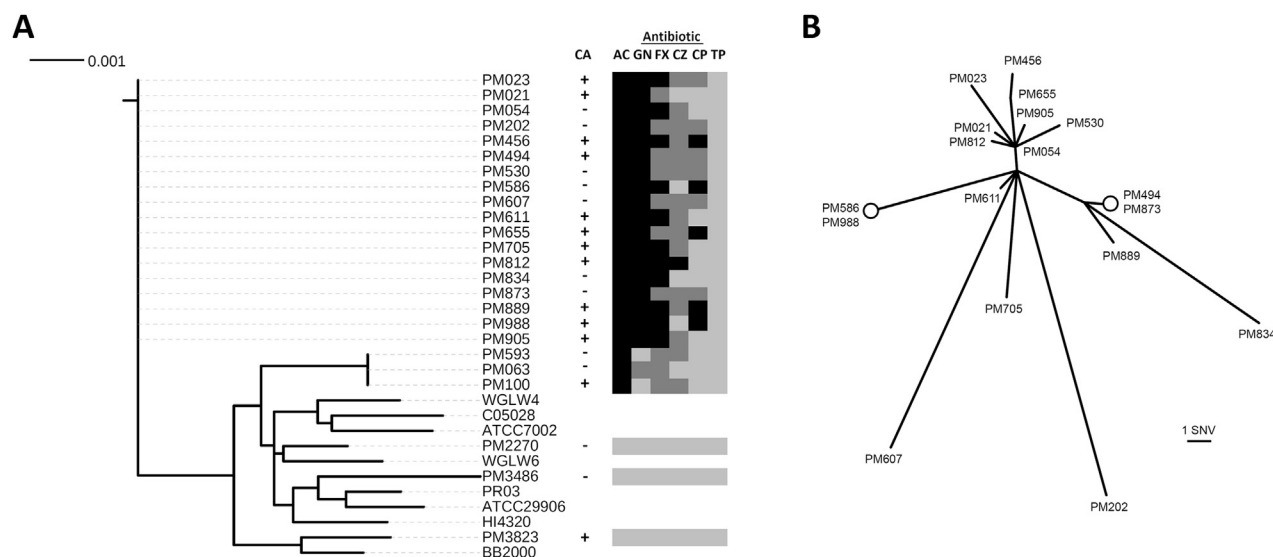 A
0.001
CA
Antibiotic
AC GN FX CZ CP TP
PM023 +
PM021 +
PM054 -
PM202 -
PM456 +
PM494 +
PM530 -
PM586 -
PM607 -
PM611 +
PM655 +
PM705 +
PM812 +
PM834 -
PM873 -
PM889 +
PM988 +
PM905 +
PM593 -
PM063 -
PM100 +
WGLW4
C05028
ATCC7002
PM2270 -
WGLW6
PM3486 -
PR03
ATCC29906
HI4320
PM3823 +
BB2000
B
PM456
PM023
PM655
PM905
PM021
PM530
PM812
PM054
PM611
PM586
PM988
PM494
PM873
PM889
PM705
PM834
1 SNV
PM607
PM202